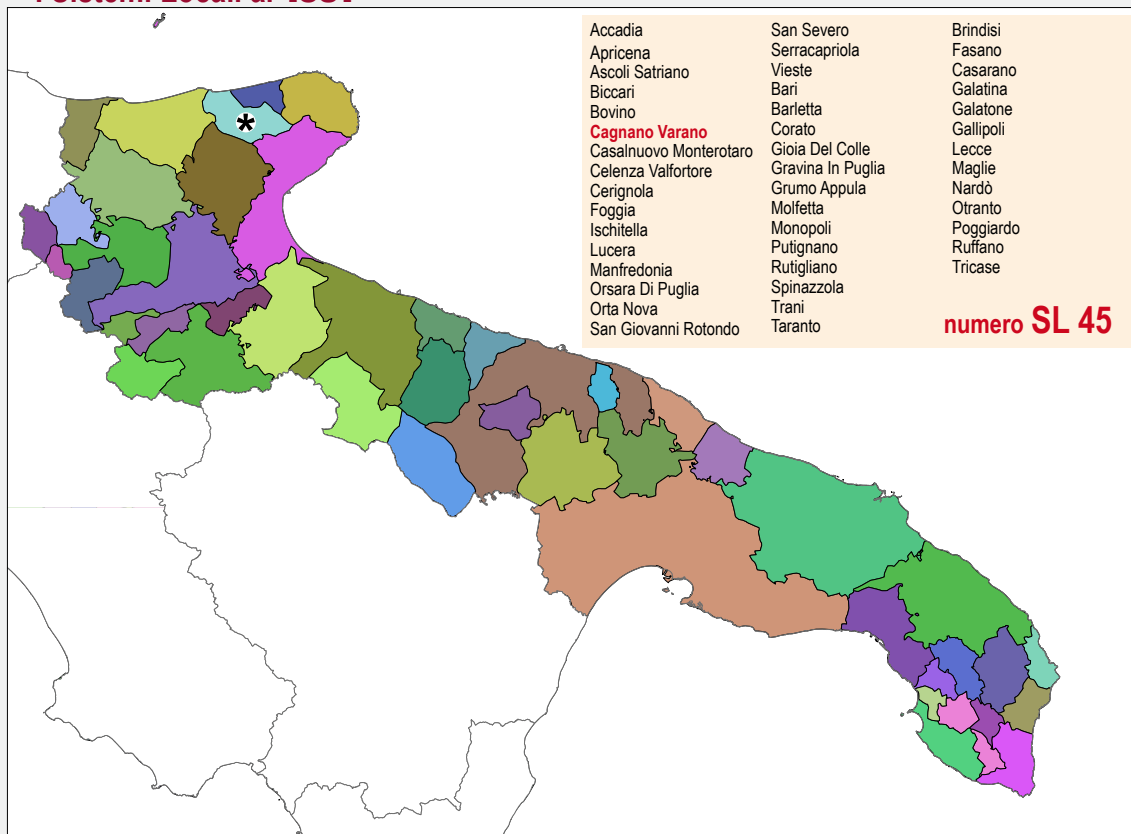 I Sistemi Locali al
Accadia
Apricena
Ascoli Satriano
Biccari
Bovino
Cagnano Varano
Casalnuovo Monterotaro
Celenza Valfortore
Cerignola
Foggia
Ischitella
Lucera
Manfredonia
Orsara Di Puglia
Orta Nova
San Giovanni Rotondo
San Severo
Serracapriola
Vieste
Bari
Barletta
Corato
Gioia Del Colle
Gravina In Puglia
Grumo Appula
Molfetta
Monopoli
Putignano
Rutigliano
Spinazzola
Trani
Taranto
Brindisi
Fasano
Casarano
Galatina
Galatone
Gallipoli
Lecce
Maglie
Nardò
Otranto
Poggiardo
Ruffano
Tricase
numero SL 45